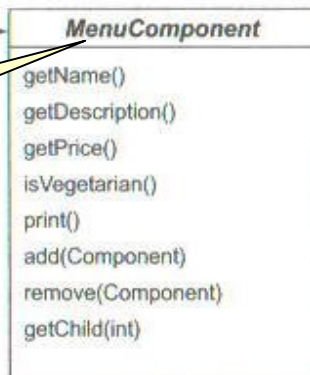 MenuComponent
getName()
getDescription()
getPrice()
isVegetarian()
print()
add(Component)
remove(Component)
getChild(int)